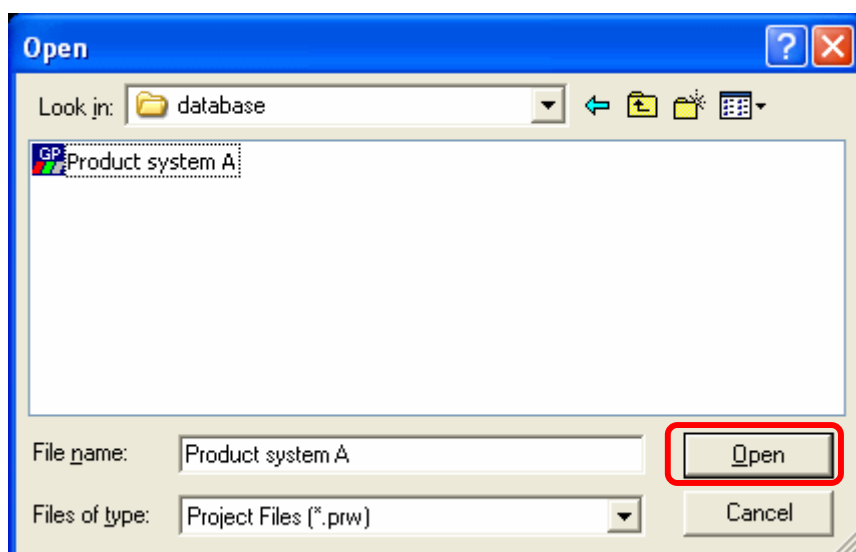 Open
Look in: database
GP Product system A
File name: Product system A Open
Files of type: Project Files (*.prw) Cancel